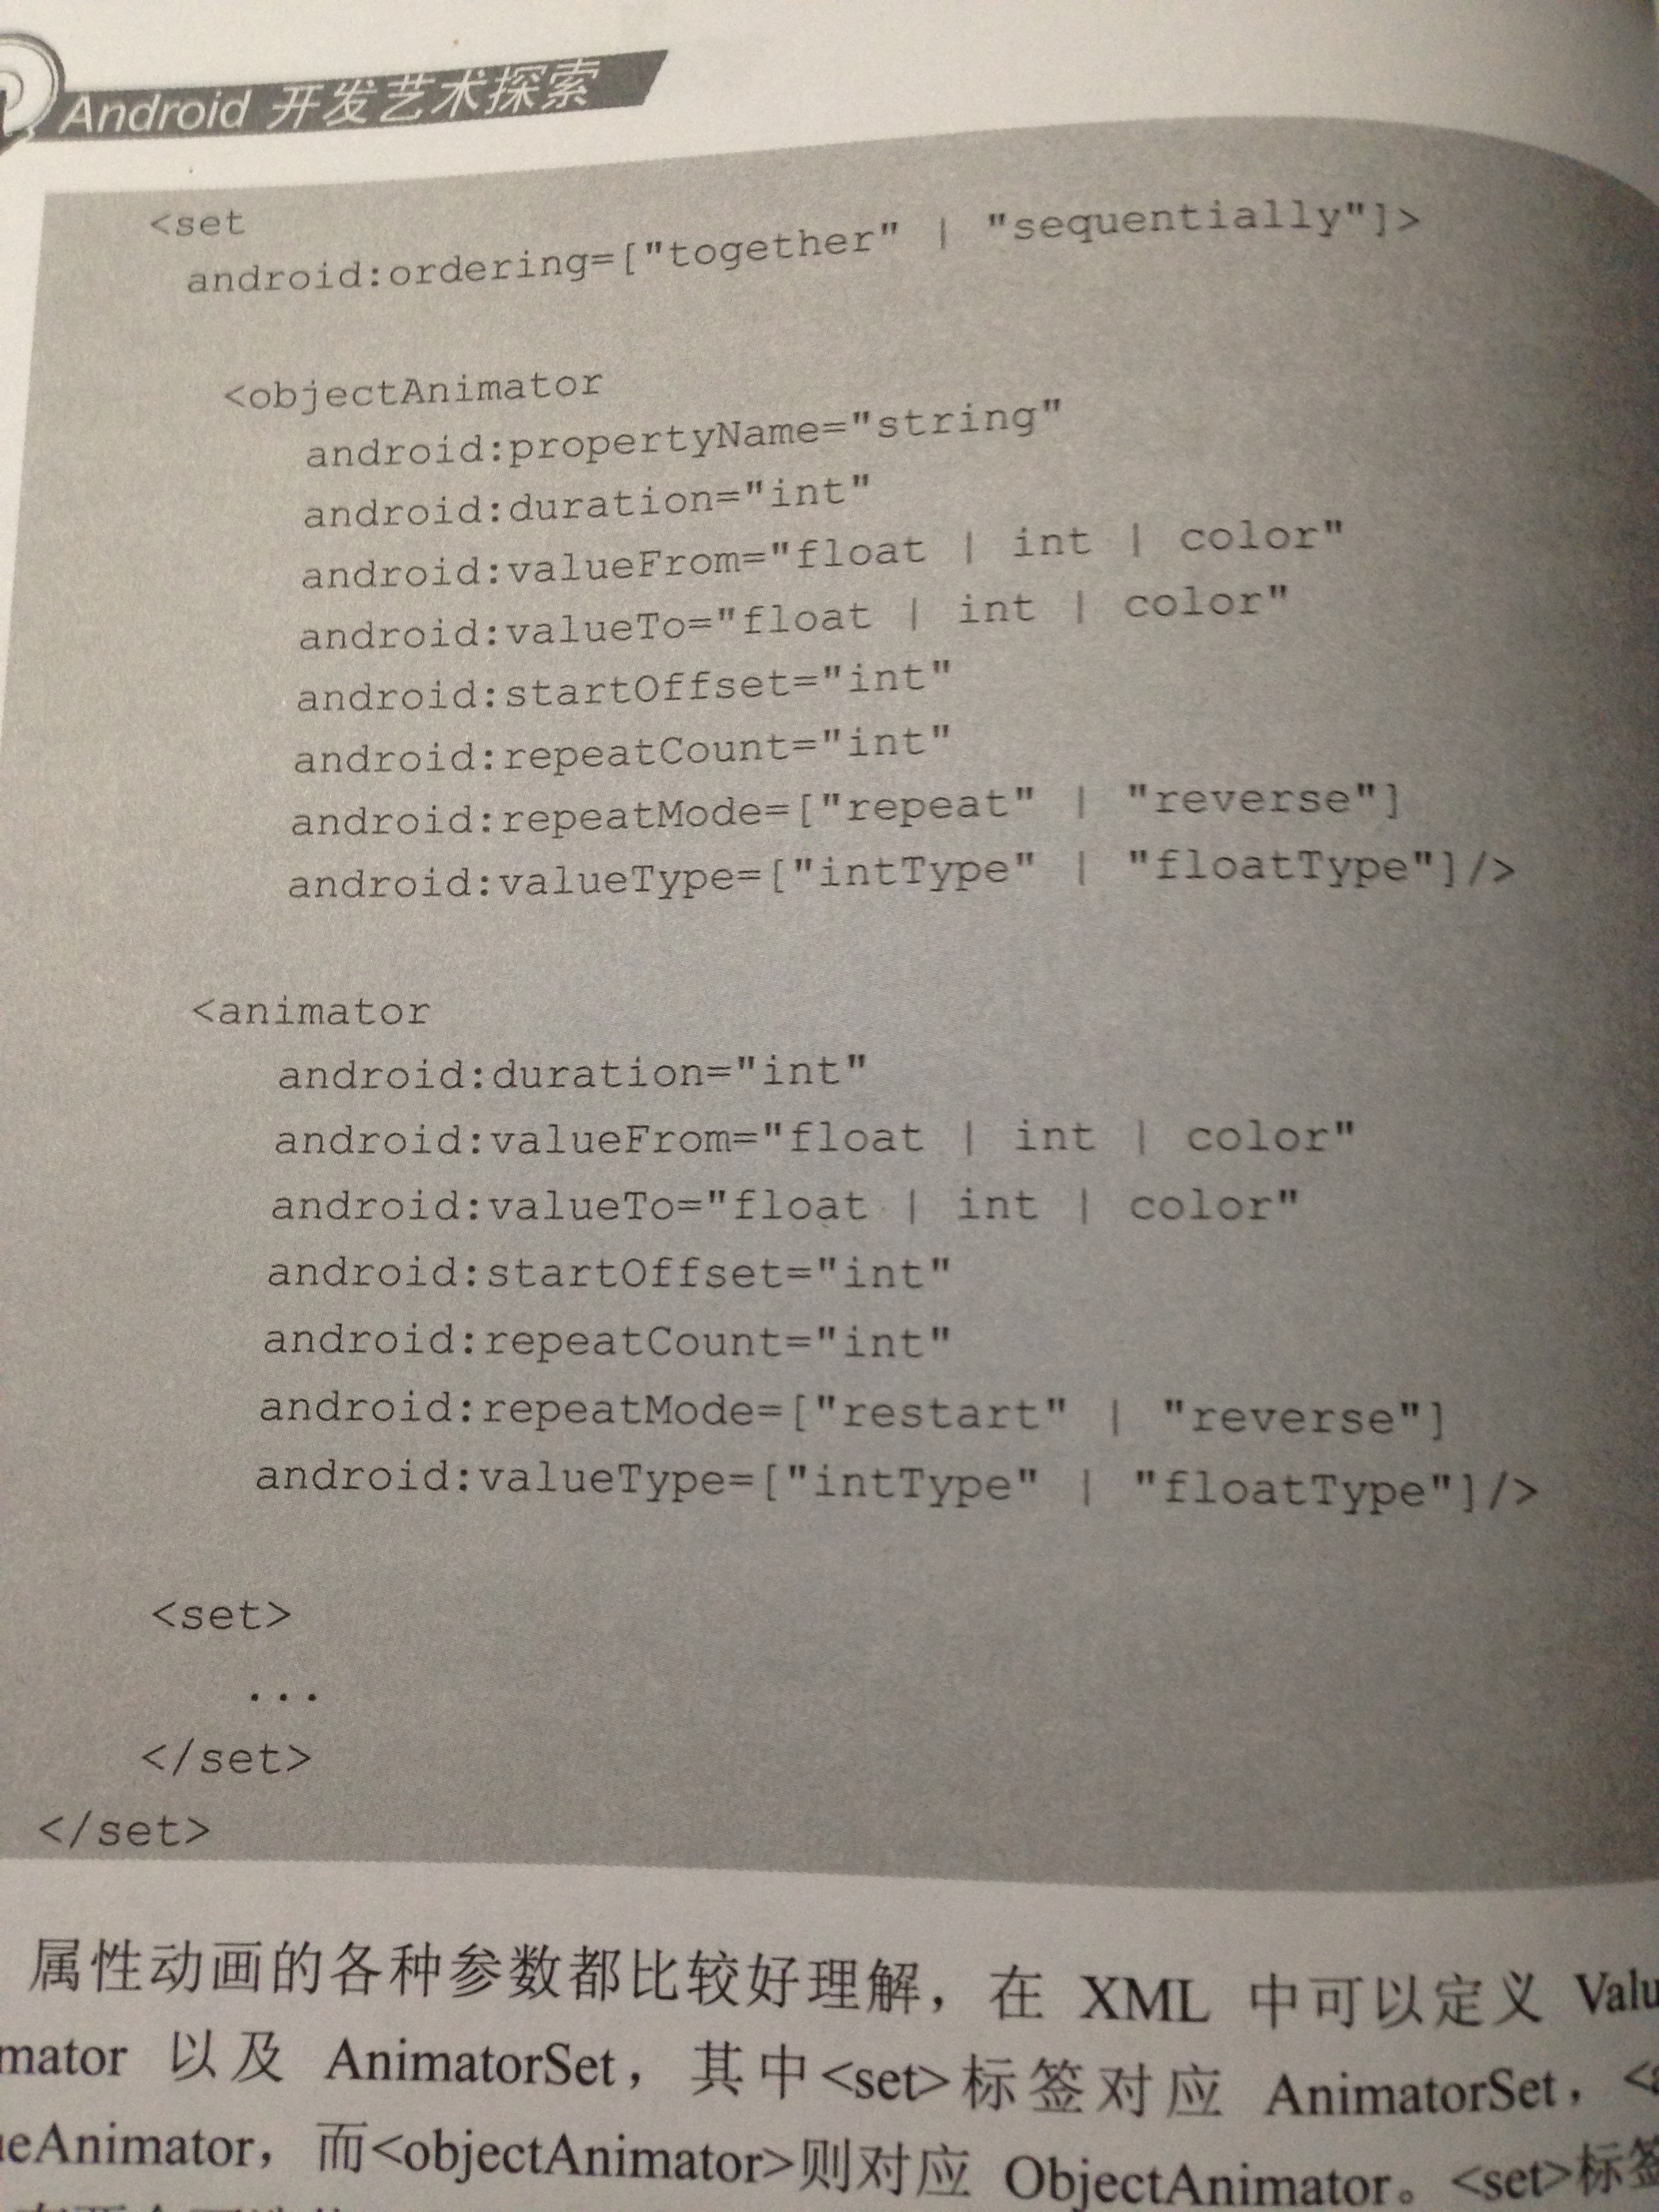 Android 开发艺术探索
<set
android:ordering=["together" | "sequentially"]>
<objectAnimator
android:propertyName="string"
android:duration="int"
android:valueFrom="float | int | color"
android:valueTo="float | int | color"
android:startOffset="int"
android:repeatCount="int"
android:repeatMode=["repeat" | "reverse"]
android:valueType=["intType" | "floatType"]/>
<animator
android:duration="int"
android:valueFrom="float | int | color"
android:valueTo="float | int | color"
android:startOffset="int"
android:repeatCount="int"
android:repeatMode=["restart" | "reverse"]
android:valueType=["intType" | "floatType"]/>
<set>
...
</set>
</set>
属性动画的各种参数都比较好理解，在 XML 中可以定义 Valu
mator 以及 AnimatorSet，其中<set>标签对应 AnimatorSet，<a
ueAnimator，而<objectAnimator>则对应 ObjectAnimator。<set>标签